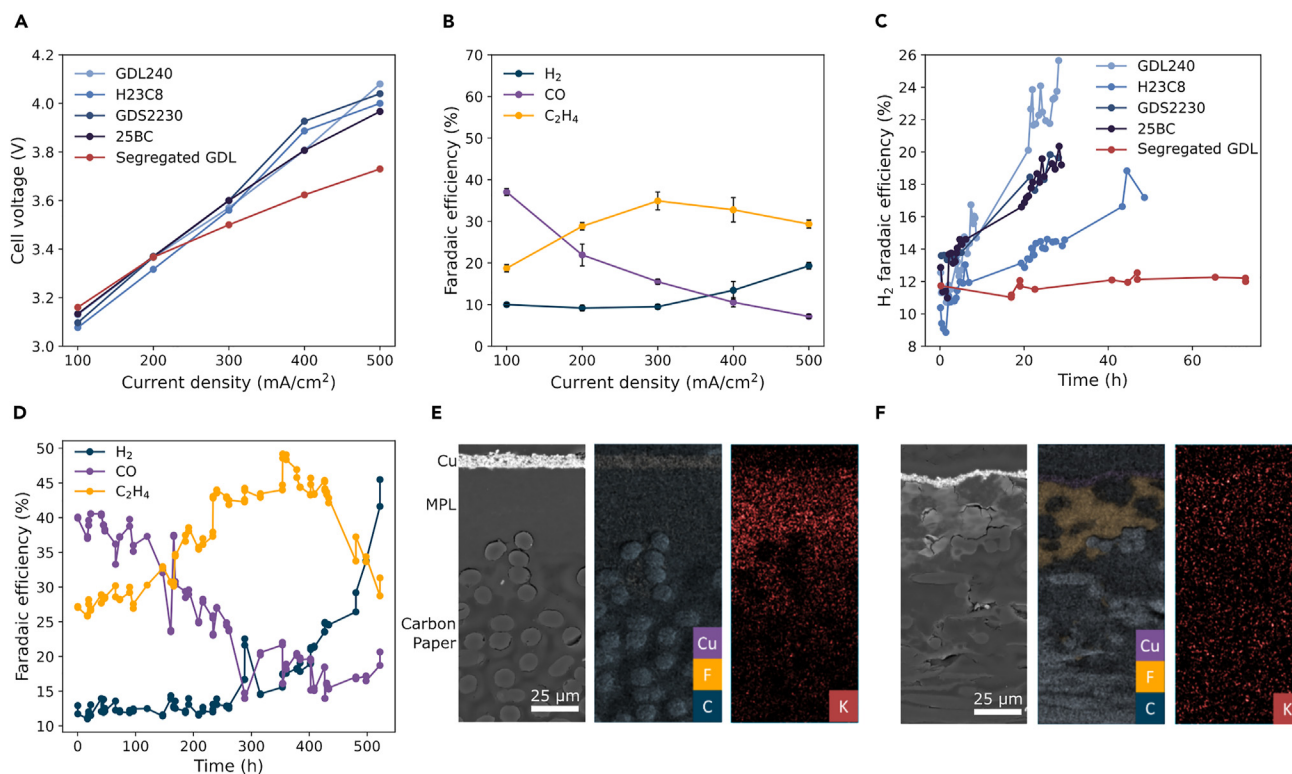 A
4.2
4.0
3.8
3.6
3.4
3.2
3.0
Cell voltage (V)
GDL240
H23C8
GDS2230
25BC
Segregated GDL
100
200
300
400
500
Current density (mA/cm²)
B
70
60
50
40
30
20
10
0
Faradaic efficiency (%)
H₂
CO
C₂H₄
100
200
300
400
500
Current density (mA/cm²)
C
26
24
22
20
18
16
14
12
10
8
H₂ faradaic efficiency (%)
GDL240
H23C8
GDS2230
25BC
Segregated GDL
0
20
40
60
Time (h)
D
50
45
40
35
30
25
20
15
10
Faradaic efficiency (%)
H₂
CO
C₂H₄
0
100
200
300
400
500
Time (h)
E
Cu
MPL
Carbon
Paper
25 µm
Cu
F
C
K
F
25 µm
Cu
F
C
K